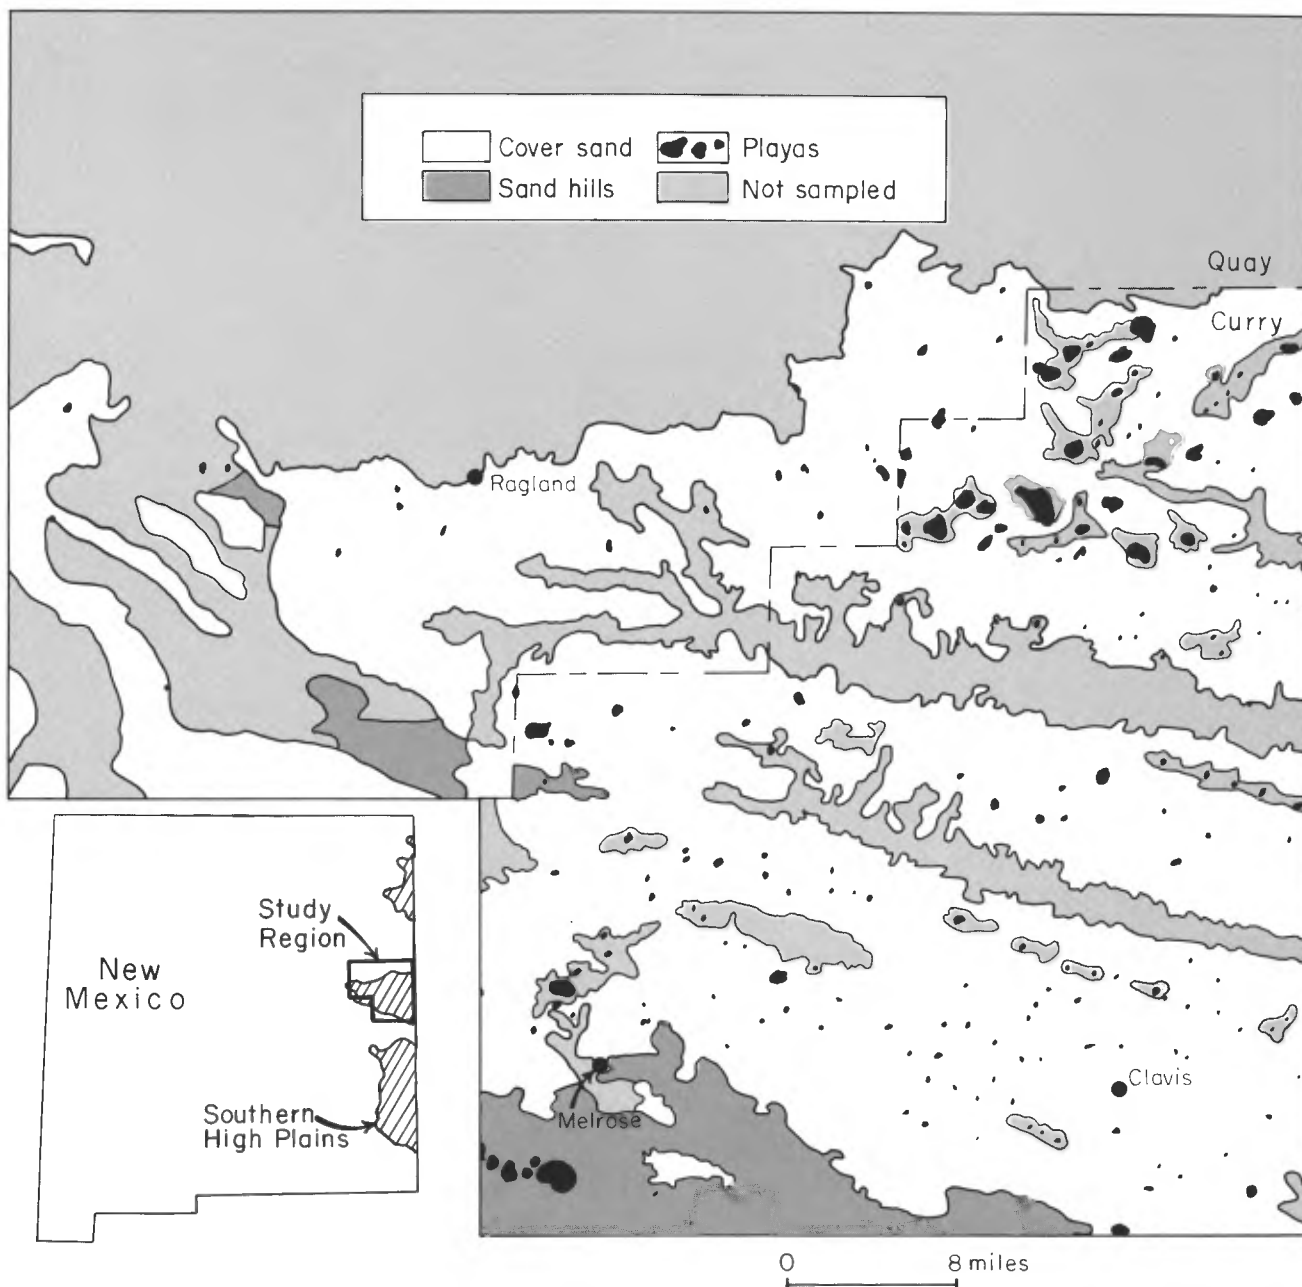 Cover sand
Playas
Sand hills
Not sampled
Quay
Curry
Ragland
Study
Region
New
Mexico
Southern
High Plains
Melrose
Clavis
0
8 miles